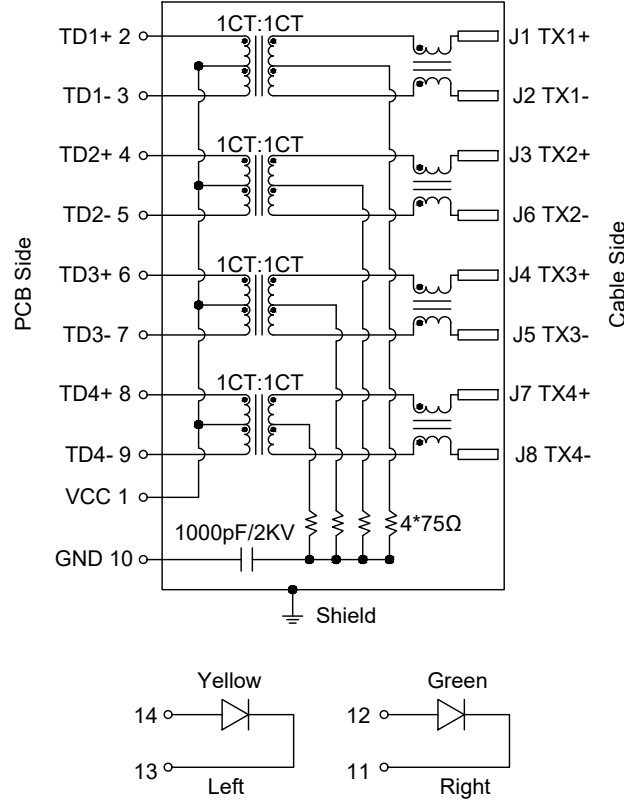 1CT:1CT
TD1+ 2
J1 TX1+
TD1- 3
J2 TX1-
1CT:1CT
TD2+ 4
J3 TX2+
TD2- 5
J6 TX2-
PCB Side
Cable Side
1CT:1CT
TD3+ 6
J4 TX3+
TD3- 7
J5 TX3-
1CT:1CT
TD4+ 8
J7 TX4+
TD4- 9
J8 TX4-
VCC 1
1000pF/2KV
4*75Ω
GND 10
Shield
Yellow
14
13
Left
Green
12
11
Right